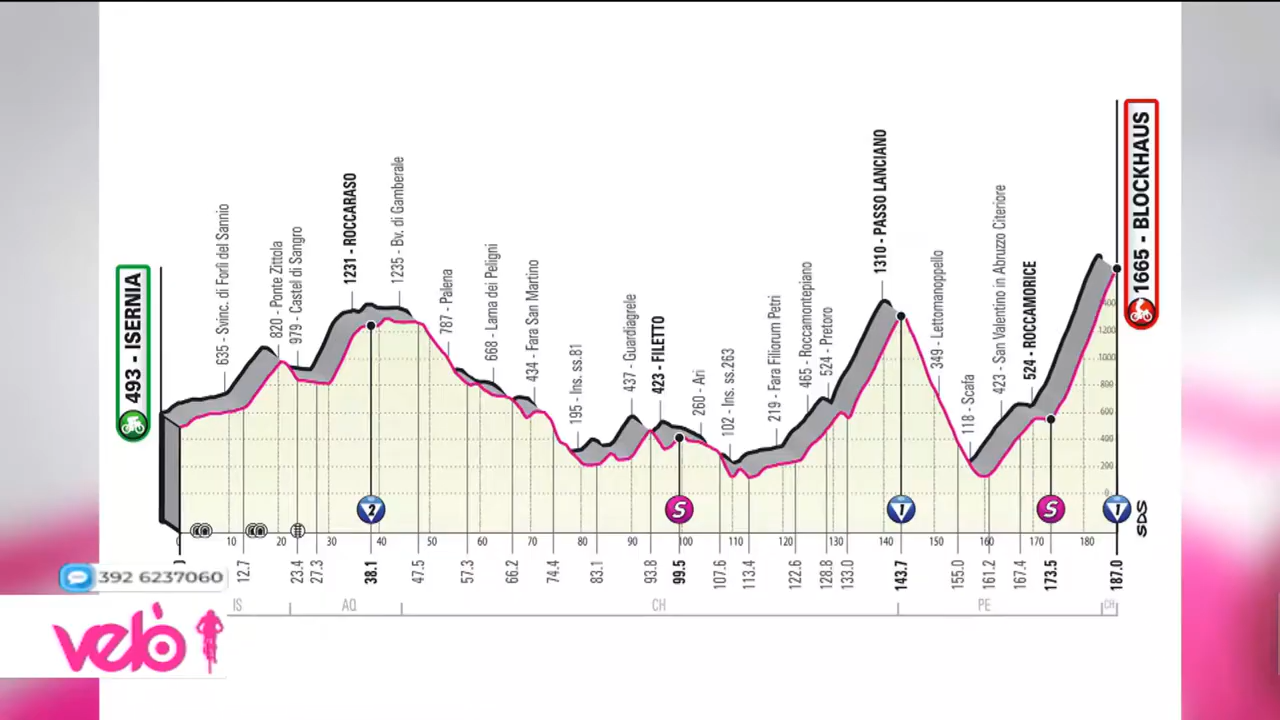 493 - ISERNIA
635 - Svinc. di Forlì del Sannio
820 - Ponte Zittola
979 - Castel di Sangro
1231 - ROCCARASO
1235 - Bv. di Gamberale
787 - Palena
668 - Lama dei Peligni
434 - Fara San Martino
195 - Ins. ss.81
437 - Guardiagrele
423 - FILETTO
260 - Ari
102 - Ins. ss.263
219 - Fara Filiorum Petri
465 - Roccamontepiano
524 - Pretoro
1310 - PASSO LANCIANO
349 - Lettomanoppello
118 - Scafa
423 - San Valentino in Abruzzo Citeriore
524 - ROCCAMORICE
1665 - BLOCKHAUS
1200
1000
800
600
400
200
0
2 S 1 S 1
SDS
0 10 20 30 40 50 60 70 80 90 100 110 120 130 140 150 160 170 180
12.7 23.4 27.3 38.1 47.5 57.3 66.2 74.4 83.1 93.8 99.5 107.6 113.4 122.6 128.8 133.0 143.7 155.0 161.2 167.4 173.5 187.0
IS AQ CH PE CH
392 6237060
velò